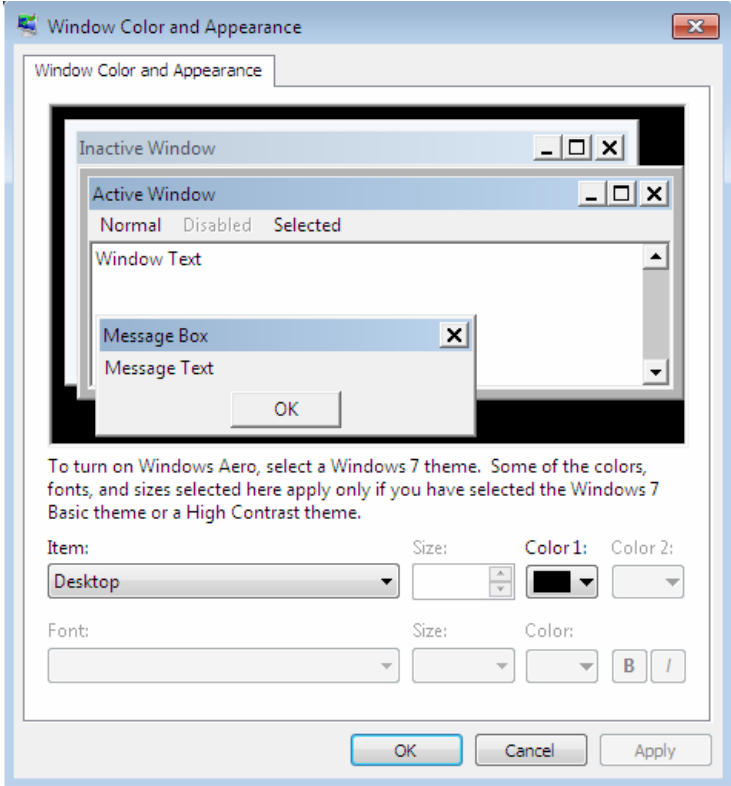 Window Color and Appearance
Window Color and Appearance
Inactive Window
Active Window
Normal Disabled Selected
Window Text
Message Box
Message Text
OK
To turn on Windows Aero, select a Windows 7 theme.  Some of the colors,
fonts, and sizes selected here apply only if you have selected the Windows 7
Basic theme or a High Contrast theme.
Item: Size: Color 1: Color 2:
Desktop
Font: Size: Color:
B I
OK Cancel Apply